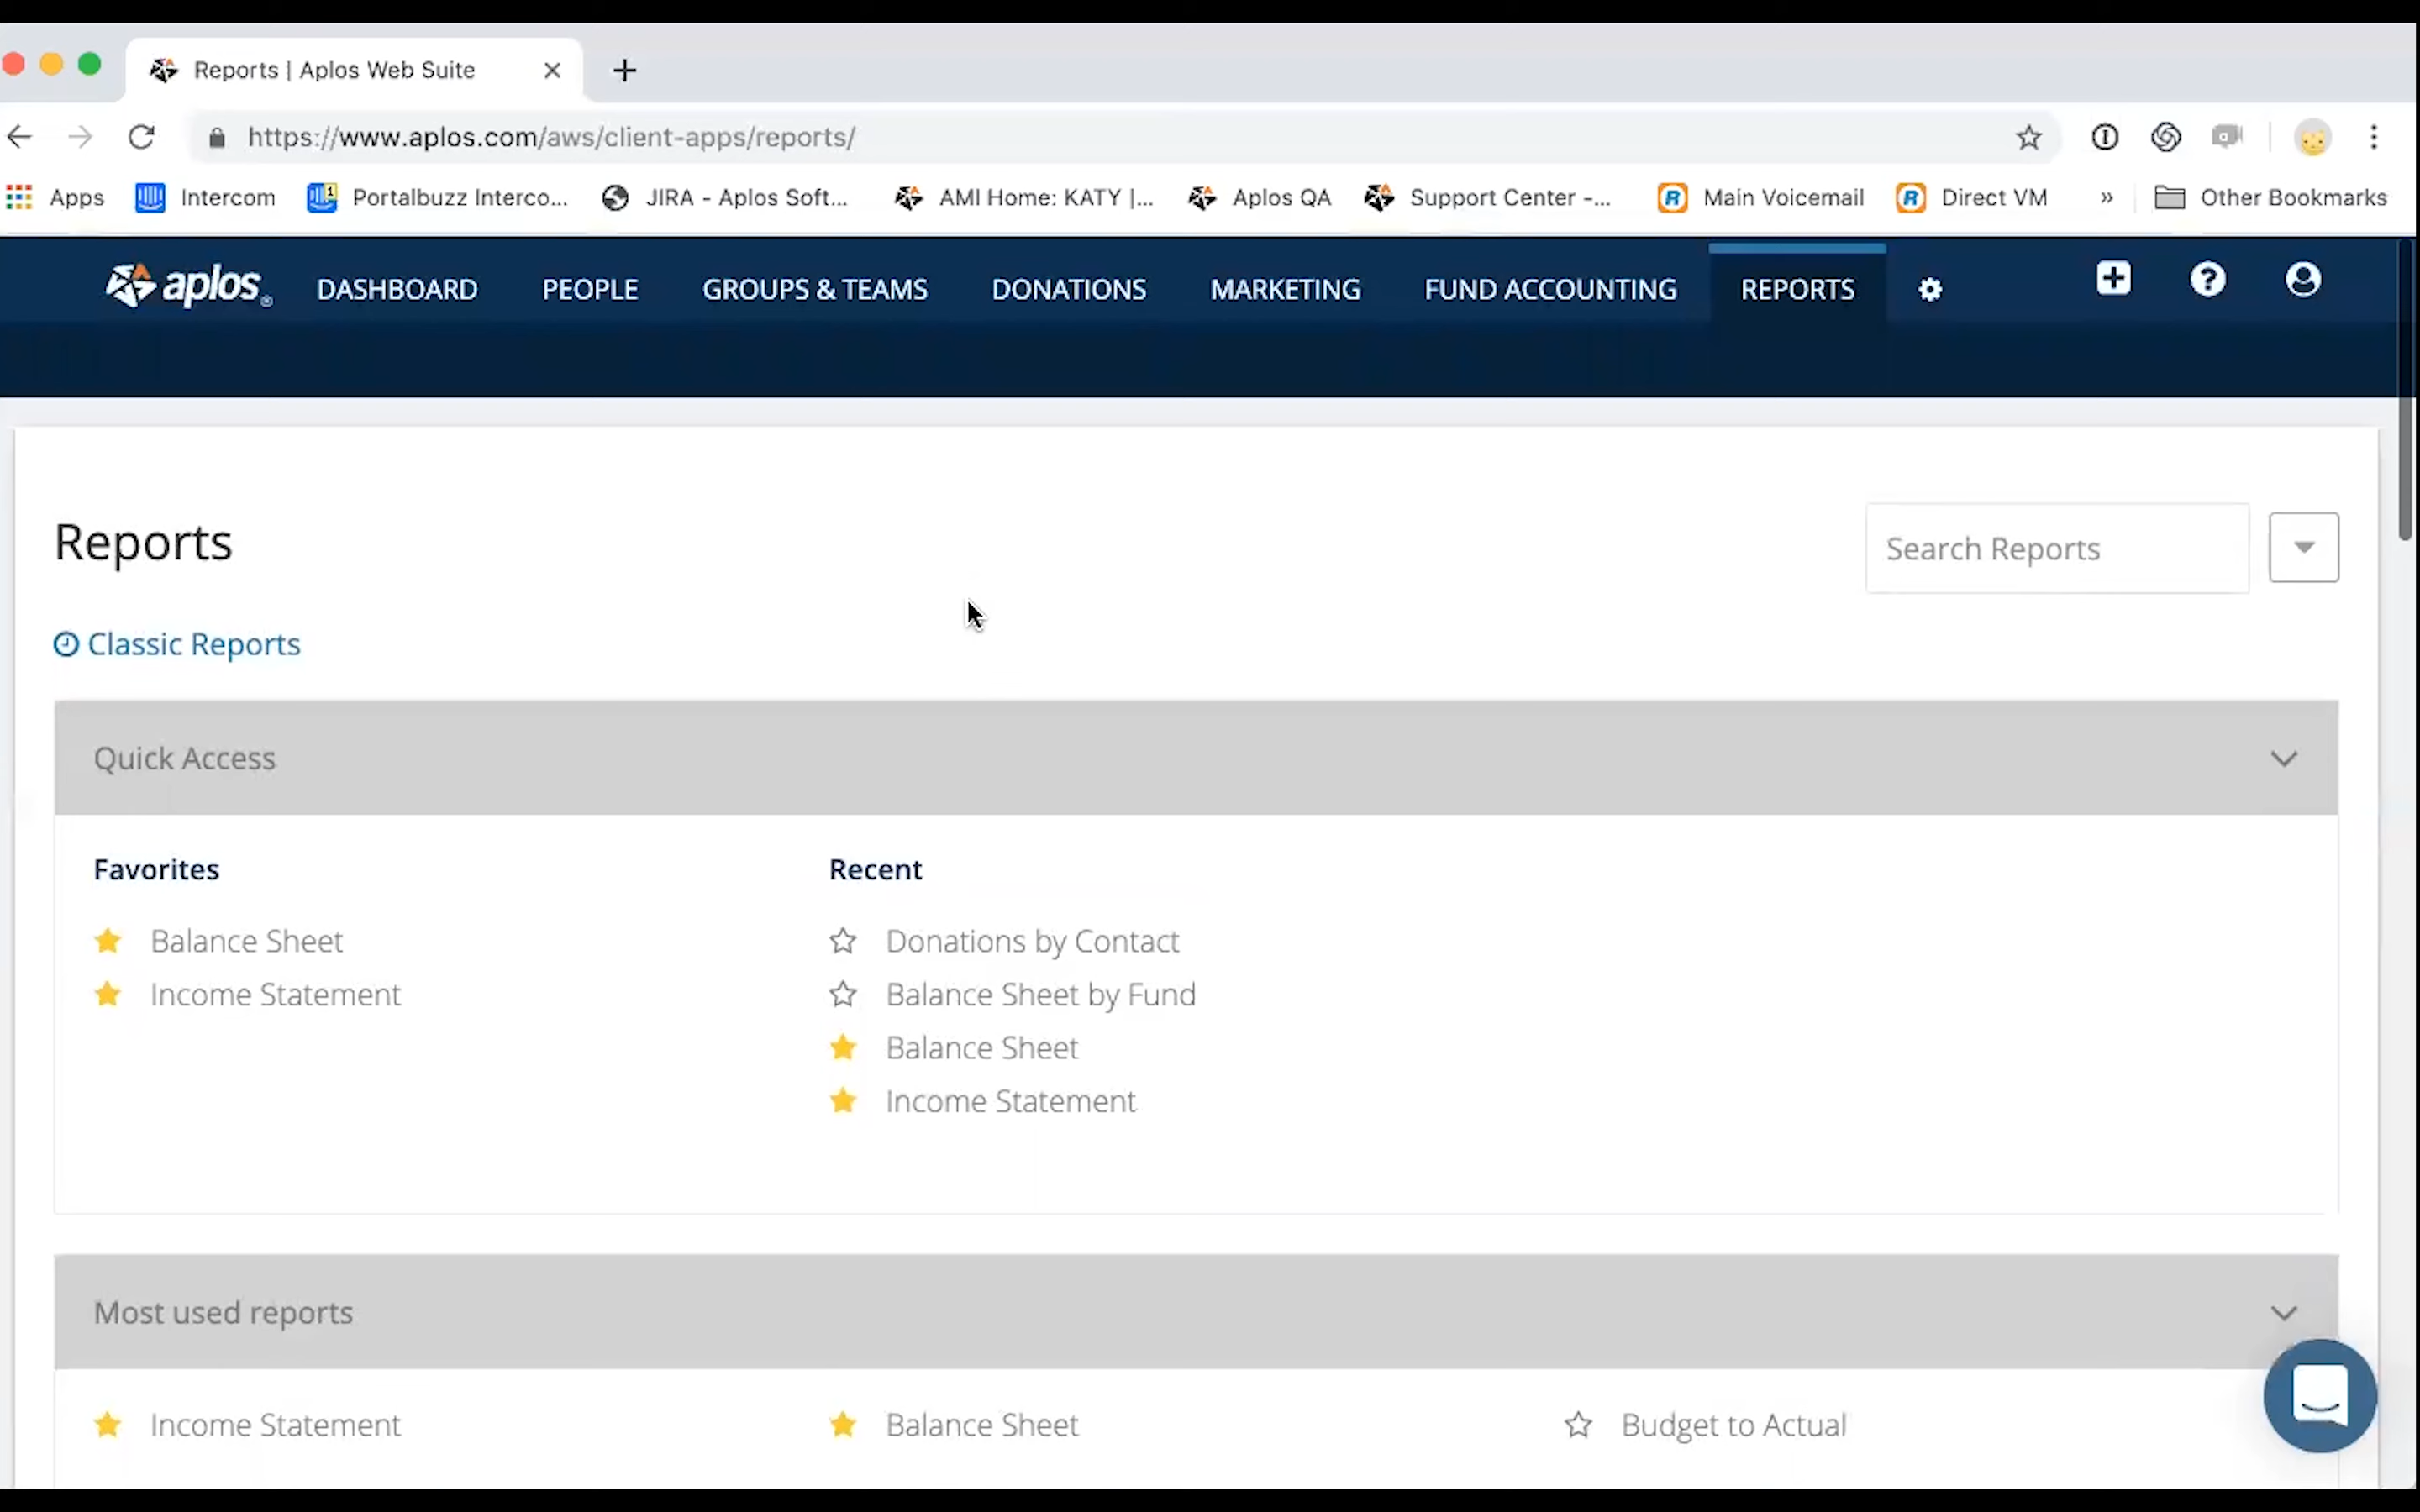 Reports | Aplos Web Suite
https://www.aplos.com/aws/client-apps/reports/
Apps Intercom Portalbuzz Interco... JIRA - Aplos Soft... AMI Home: KATY |... Aplos QA Support Center -... Main Voicemail Direct VM » Other Bookmarks
aplos® DASHBOARD PEOPLE GROUPS & TEAMS DONATIONS MARKETING FUND ACCOUNTING REPORTS
Reports
Search Reports
Classic Reports
Quick Access
Favorites Recent
Balance Sheet Donations by Contact
Income Statement Balance Sheet by Fund
Balance Sheet
Income Statement
Most used reports
Income Statement Balance Sheet Budget to Actual